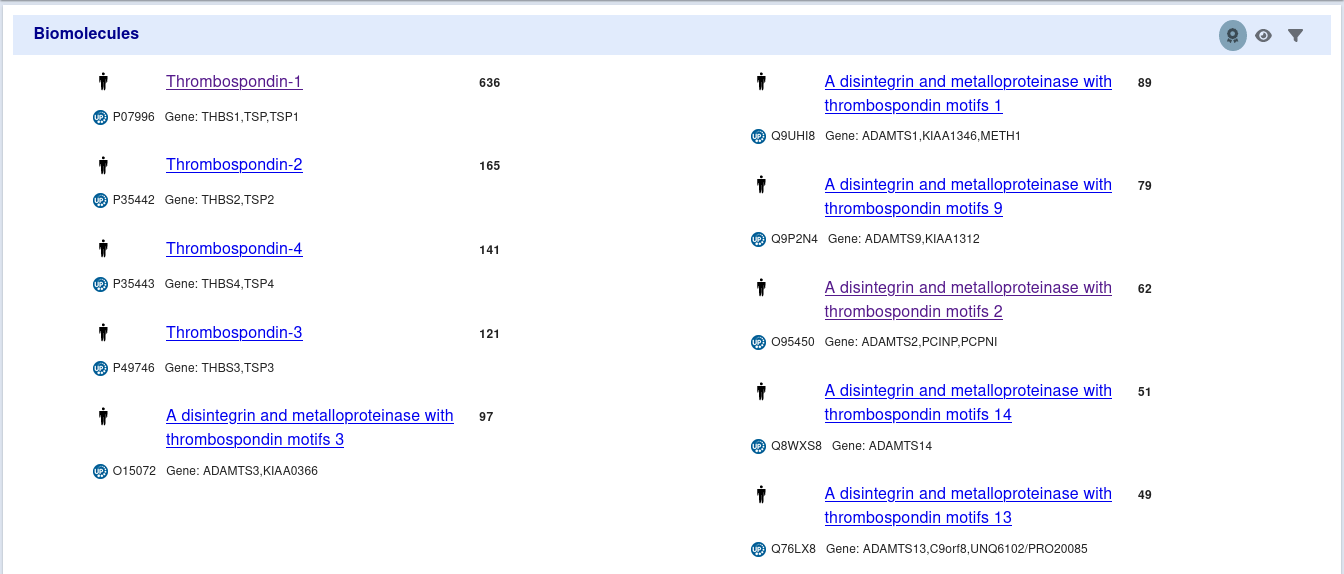 Biomolecules
Thrombospondin-1 636
UP P07996 Gene: THBS1,TSP,TSP1
Thrombospondin-2 165
UP P35442 Gene: THBS2,TSP2
Thrombospondin-4 141
UP P35443 Gene: THBS4,TSP4
Thrombospondin-3 121
UP P49746 Gene: THBS3,TSP3
A disintegrin and metalloproteinase with 97
thrombospondin motifs 3
UP O15072 Gene: ADAMTS3,KIAA0366
A disintegrin and metalloproteinase with 89
thrombospondin motifs 1
UP Q9UHI8 Gene: ADAMTS1,KIAA1346,METH1
A disintegrin and metalloproteinase with 79
thrombospondin motifs 9
UP Q9P2N4 Gene: ADAMTS9,KIAA1312
A disintegrin and metalloproteinase with 62
thrombospondin motifs 2
UP O95450 Gene: ADAMTS2,PCINP,PCPNI
A disintegrin and metalloproteinase with 51
thrombospondin motifs 14
UP Q8WXS8 Gene: ADAMTS14
A disintegrin and metalloproteinase with 49
thrombospondin motifs 13
UP Q76LX8 Gene: ADAMTS13,C9orf8,UNQ6102/PRO20085